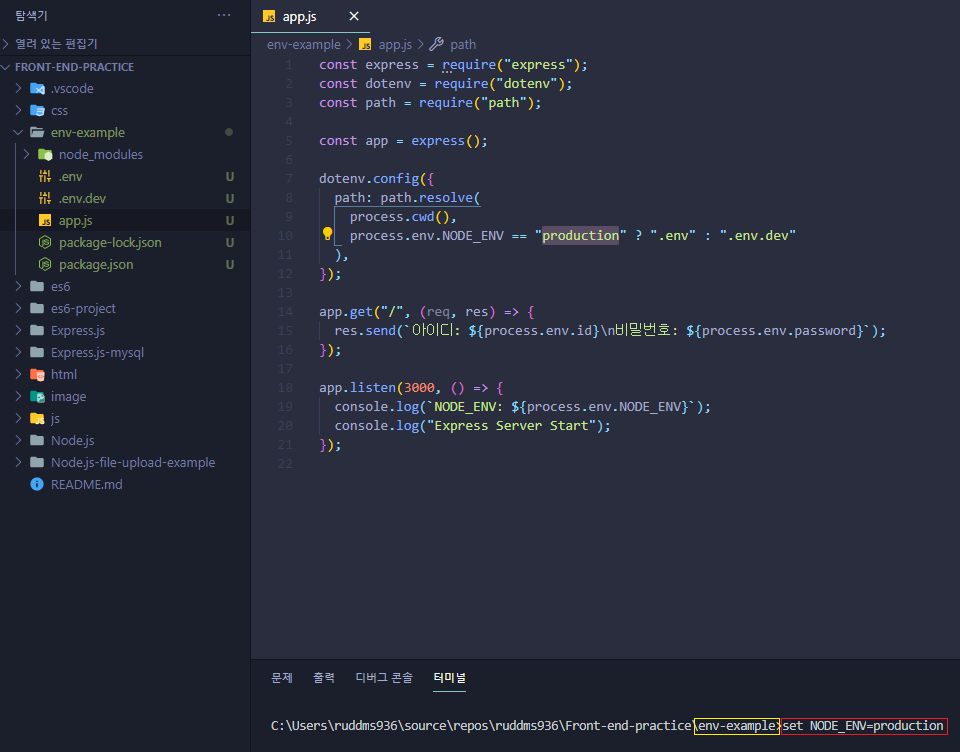 탐색기 ···
열려 있는 편집기
FRONT-END-PRACTICE
.vscode
css
env-example
node_modules
.env U
.env.dev U
app.js U
package-lock.json U
package.json U
es6
es6-project
Express.js
Express.js-mysql
html
image
js
Node.js
Node.js-file-upload-example
README.md
JS app.js ×
env-example > JS app.js > path
1 const express = require("express");
2 const dotenv = require("dotenv");
3 const path = require("path");
4
5 const app = express();
6
7 dotenv.config({
8 path: path.resolve(
9 process.cwd(),
10 process.env.NODE_ENV == "production" ? ".env" : ".env.dev"
11 ),
12 });
13
14 app.get("/", (req, res) => {
15 res.send(`아이디: ${process.env.id}\n비밀번호: ${process.env.password}`);
16 });
17
18 app.listen(3000, () => {
19 console.log(`NODE_ENV: ${process.env.NODE_ENV}`);
20 console.log("Express Server Start");
21 });
22
문제 출력 디버그 콘솔 터미널
C:\Users\ruddms936\source\repos\ruddms936\Front-end-practice\env-example>set NODE_ENV=production